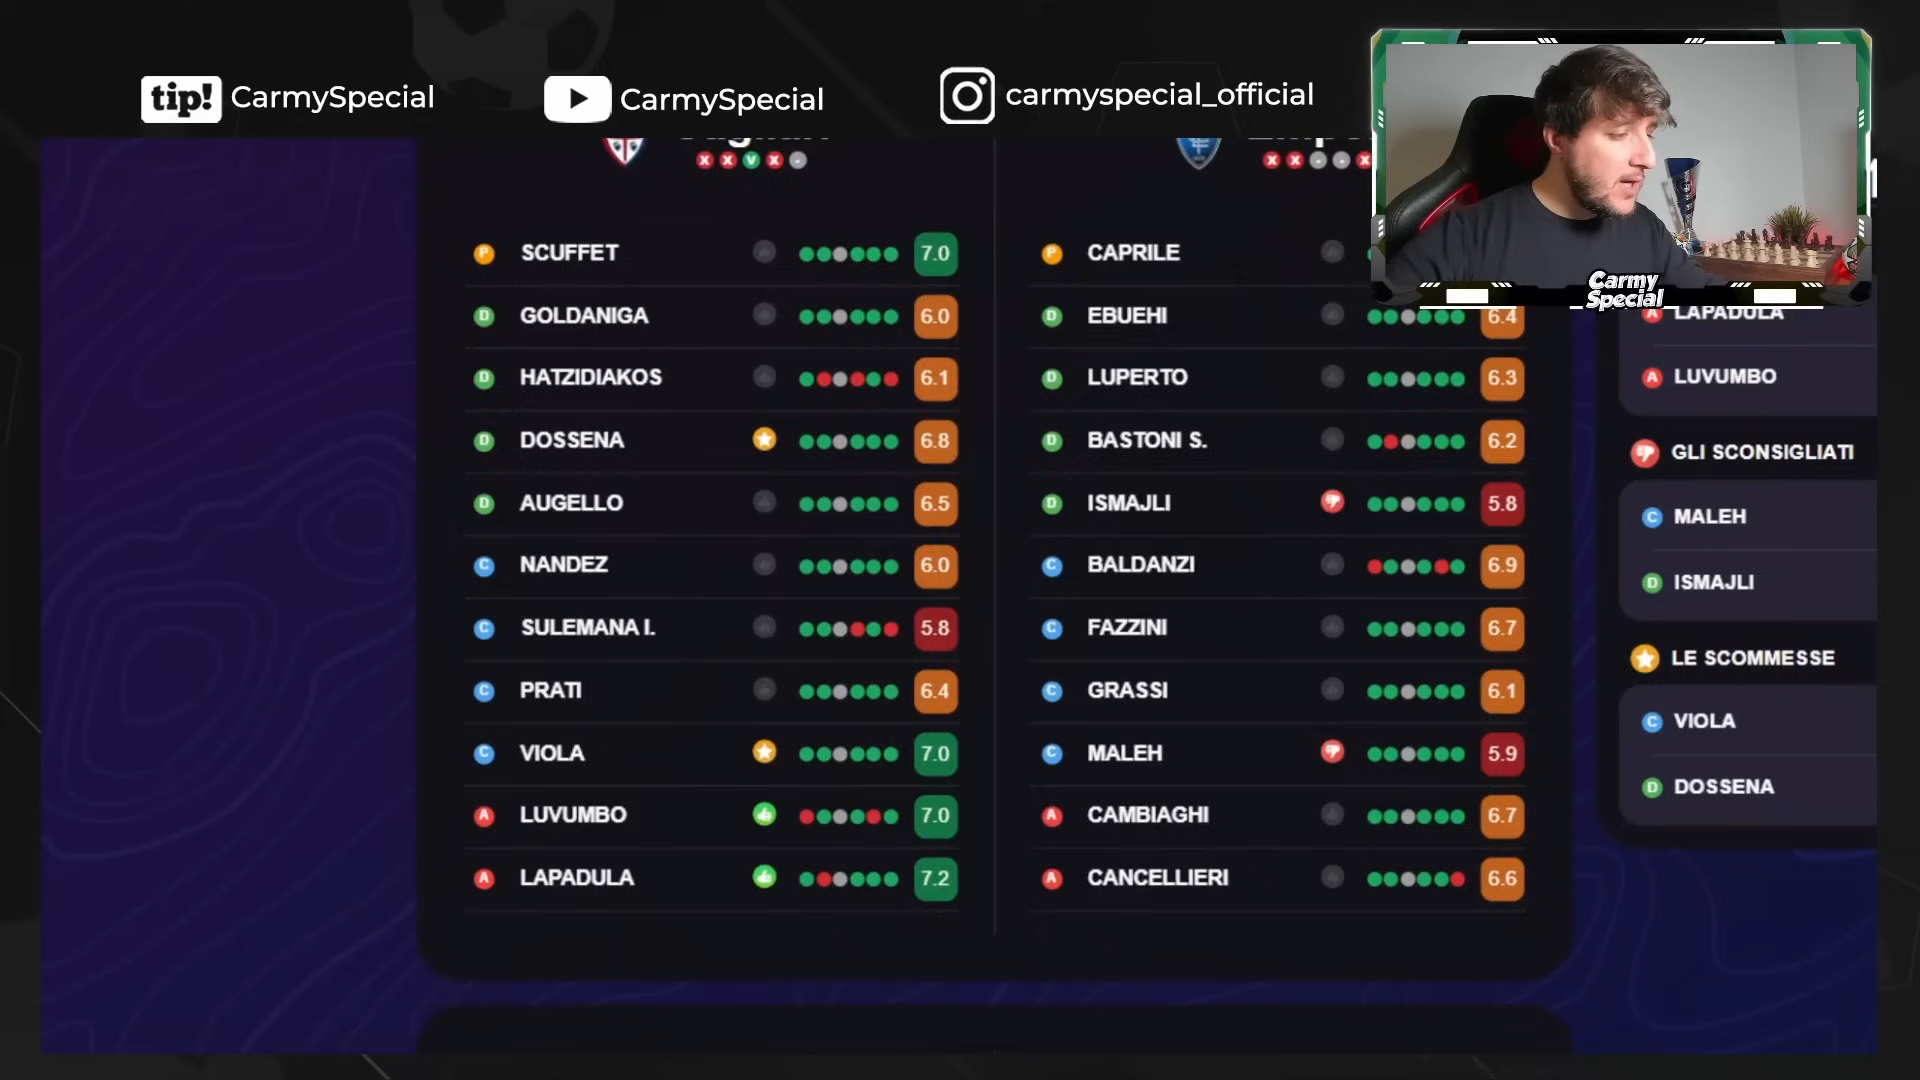 tip! CarmySpecial
CarmySpecial
carmyspecial_official
Carmy
Special
P SCUFFET 7.0
D GOLDANIGA 6.0
D HATZIDIAKOS 6.1
D DOSSENA 6.8
D AUGELLO 6.5
C NANDEZ 6.0
C SULEMANA I. 5.8
C PRATI 6.4
C VIOLA 7.0
A LUVUMBO 7.0
A LAPADULA 7.2
P CAPRILE
D EBUEHI 6.4
D LUPERTO 6.3
D BASTONI S. 6.2
D ISMAJLI 5.8
C BALDANZI 6.9
C FAZZINI 6.7
C GRASSI 6.1
C MALEH 5.9
A CAMBIAGHI 6.7
A CANCELLIERI 6.6
A LAPADULA
A LUVUMBO
GLI SCONSIGLIATI
C MALEH
D ISMAJLI
LE SCOMMESSE
C VIOLA
D DOSSENA